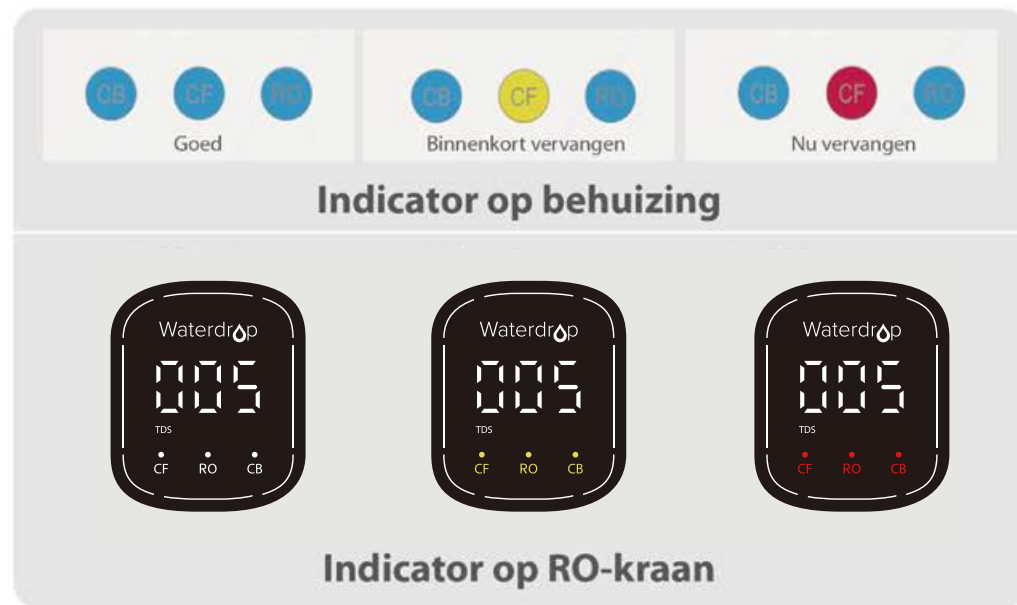 CB CF RO
Goed
CB CF RO
Binnenkort vervangen
CB CF RO
Nu vervangen
Indicator op behuizing
Waterdrop
005
TDS
CF RO CB
Waterdrop
005
TDS
CF RO CB
Waterdrop
005
TDS
CF RO CB
Indicator op RO-kraan